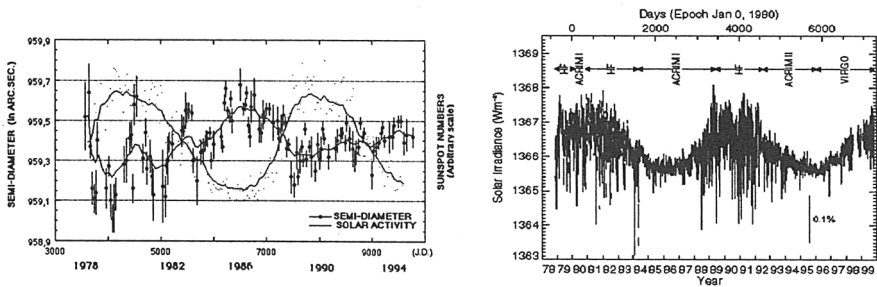 959,9
959,7
959,5
959,3
959,1
958,9
SEMI-DIAMETER (In ARC.SEC.)
SUNSPOT NUMBERS
(Arbitrary scale)
SEMI-DIAMETER
SOLAR ACTIVITY
3000 5000 7000 9000 (J.D.)
1978 1982 1986 1990 1994
Days (Epoch Jan 0, 1980)
0 2000 4000 6000
1369
1368
1367
1366
1365
1364
1363
Solar Irradiance (Wm⁻²)
HF ACRIM I HF ACRIM I HF ACRIM II VIRGO
0.1%
78 79 80 81 82 83 84 85 86 87 88 89 90 91 92 93 94 95 96 97 98 99
Year